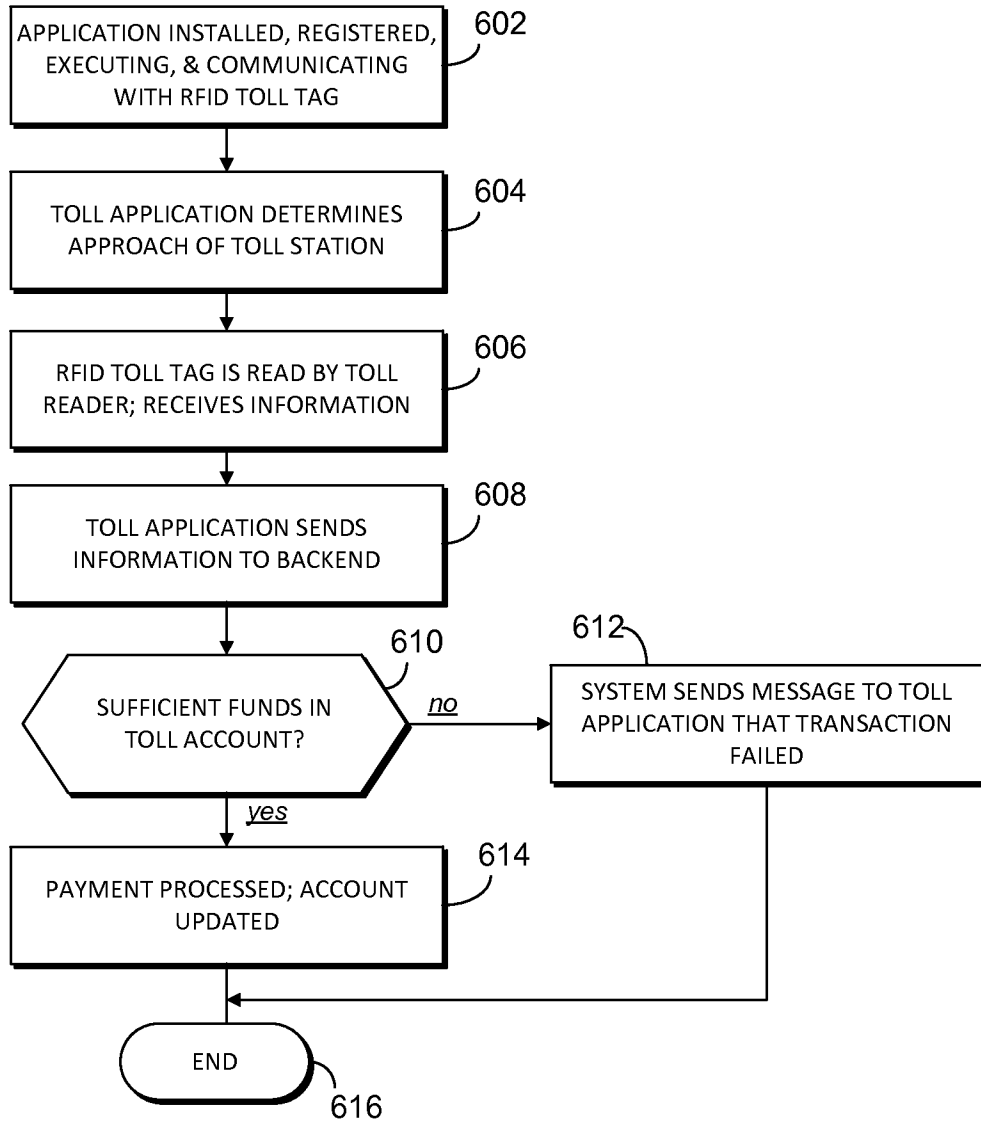 APPLICATION INSTALLED, REGISTERED,
EXECUTING, & COMMUNICATING
WITH RFID TOLL TAG
602
TOLL APPLICATION DETERMINES
APPROACH OF TOLL STATION
604
RFID TOLL TAG IS READ BY TOLL
READER; RECEIVES INFORMATION
606
TOLL APPLICATION SENDS
INFORMATION TO BACKEND
608
SUFFICIENT FUNDS IN
TOLL ACCOUNT?
610
no
SYSTEM SENDS MESSAGE TO TOLL
APPLICATION THAT TRANSACTION
FAILED
612
yes
PAYMENT PROCESSED; ACCOUNT
UPDATED
614
END
616